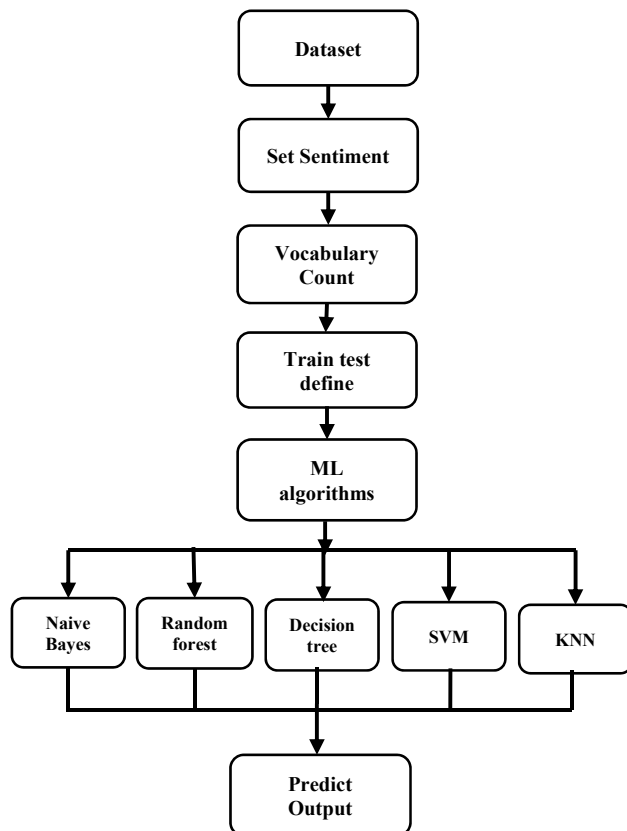 Dataset
Set Sentiment
Vocabulary
Count
Train test
define
ML
algorithms
Naive
Bayes
Random
forest
Decision
tree
SVM
KNN
Predict
Output